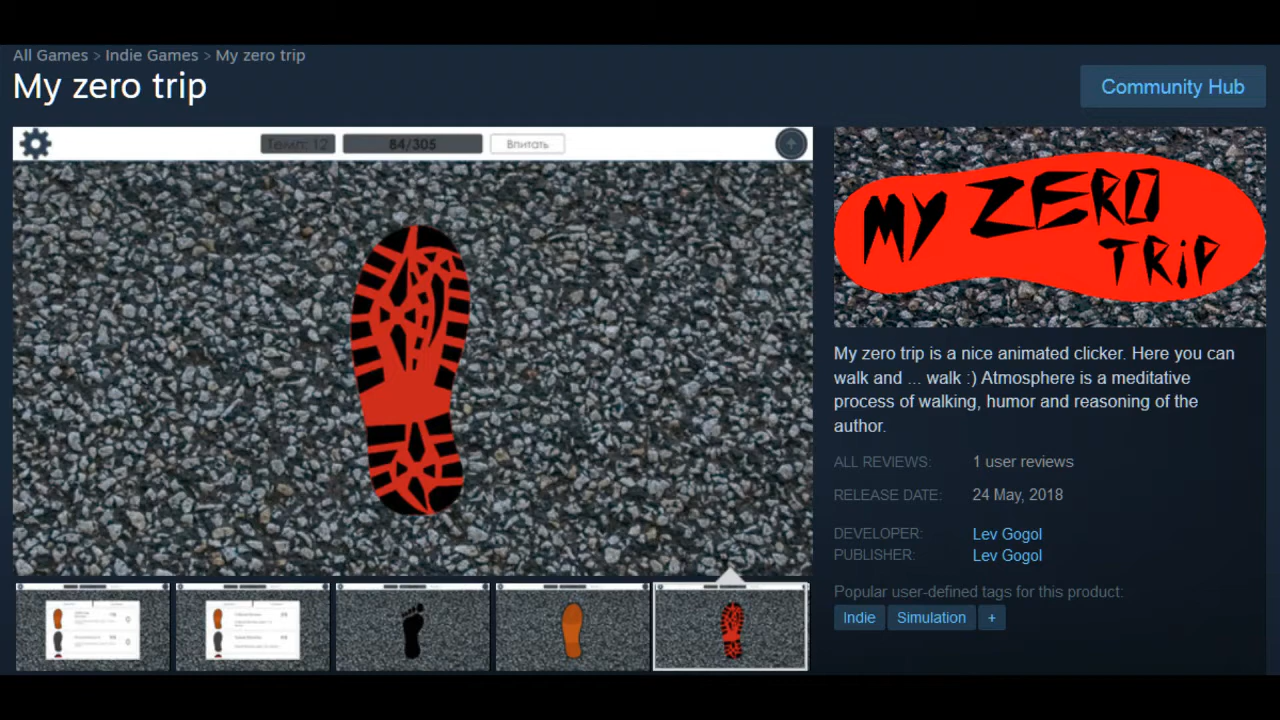 All Games > Indie Games > My zero trip
My zero trip
Community Hub
Темп: 12
84/305
Впитать
MY ZERO
TRiP
My zero trip is a nice animated clicker. Here you can
walk and ... walk :) Atmosphere is a meditative
process of walking, humor and reasoning of the
author.
ALL REVIEWS: 1 user reviews
RELEASE DATE: 24 May, 2018
DEVELOPER: Lev Gogol
PUBLISHER: Lev Gogol
Popular user-defined tags for this product:
Indie Simulation +